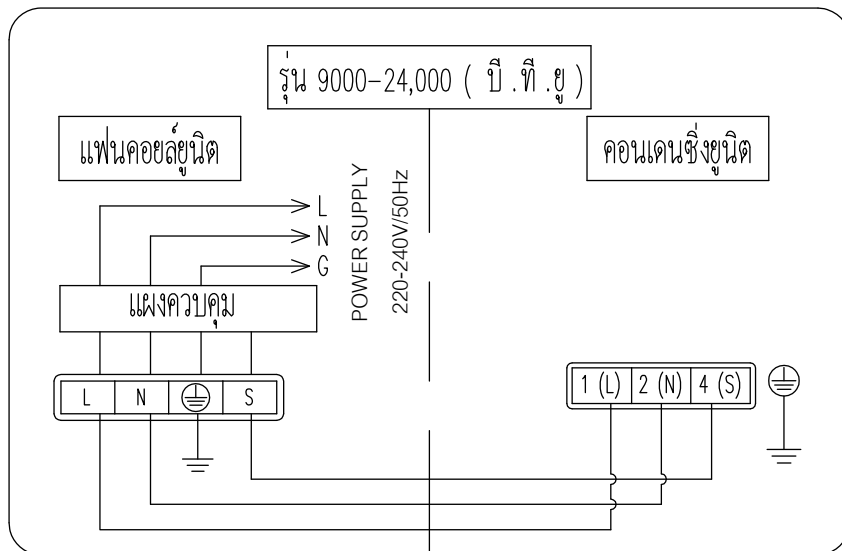 รุ่น 9000-24,000 ( บี .ที .ยู )
แฟนคอยล์ยูนิต
คอนเดนซิ่งยูนิต
L
N
G
POWER SUPPLY
220-240V/50Hz
แผงควบคุม
L N S
1 (L) 2 (N) 4 (S)